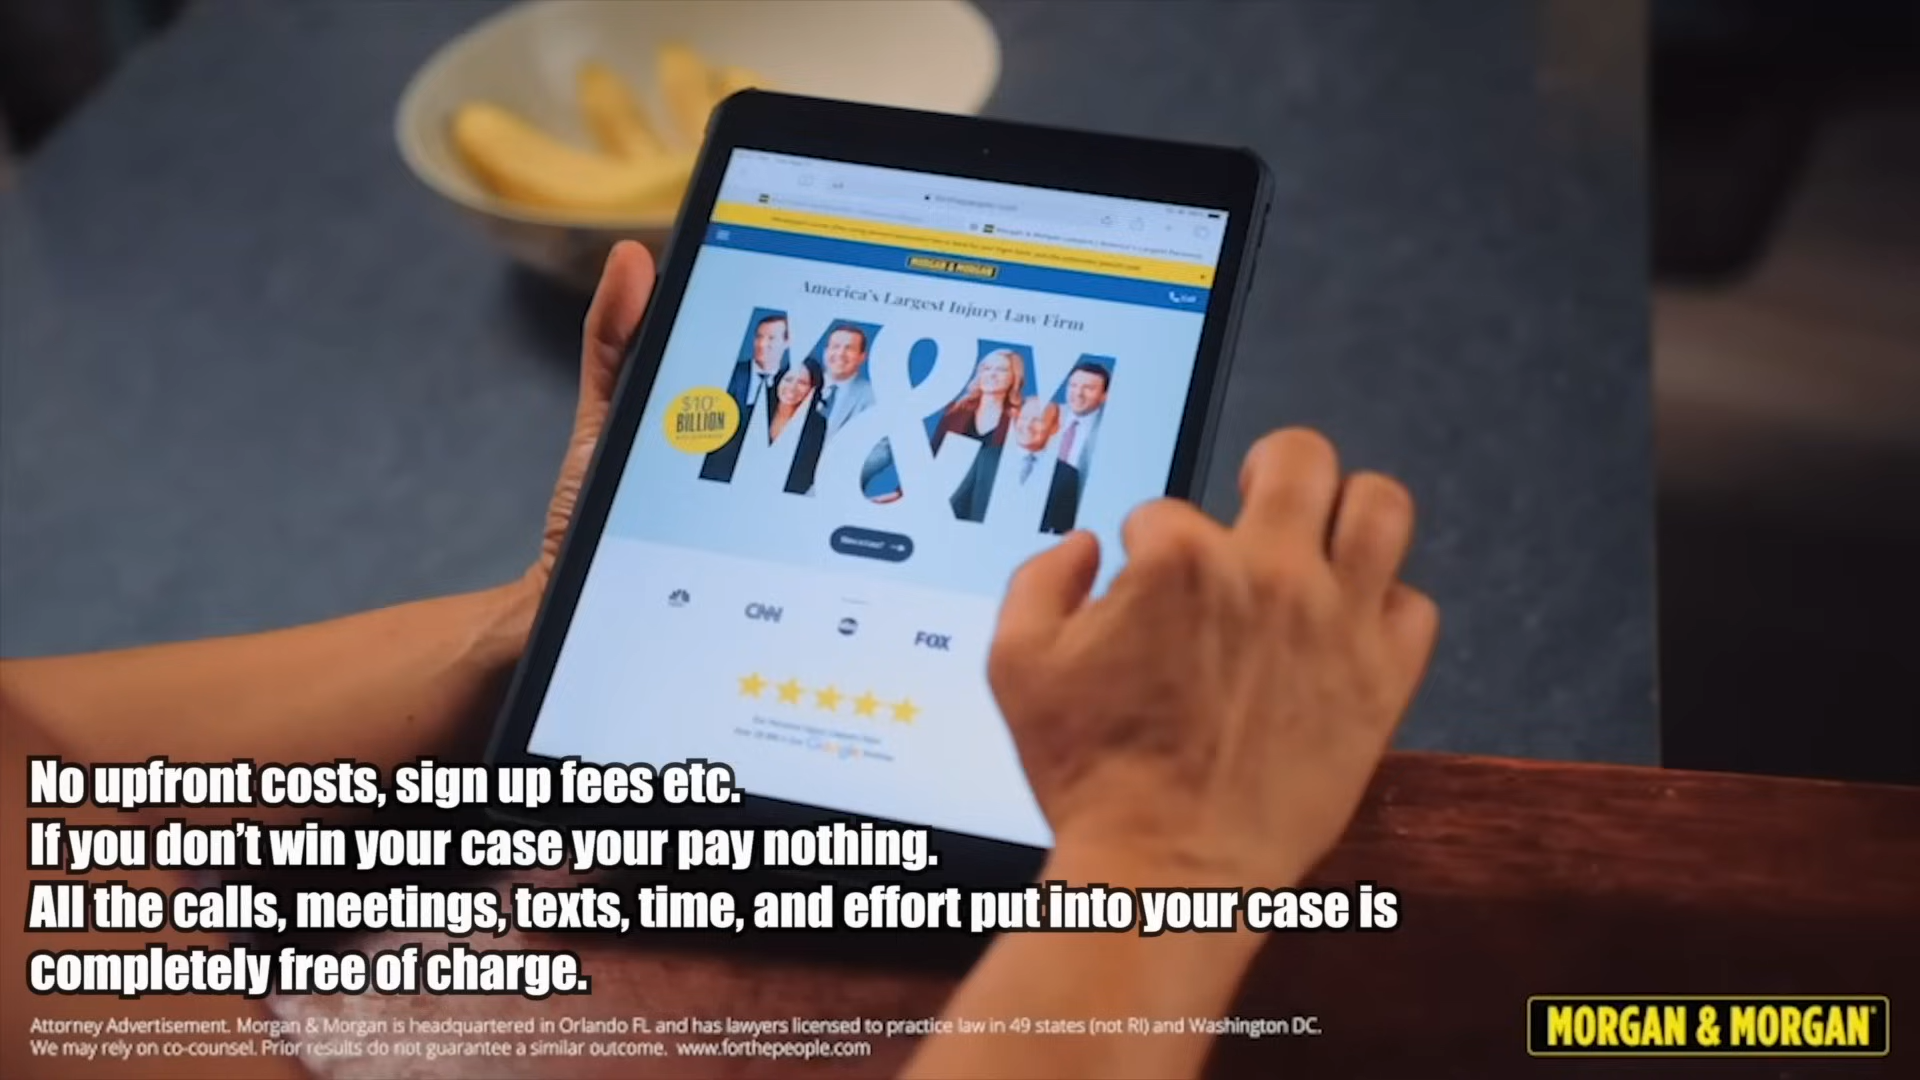 MORGAN & MORGAN
America's Largest Injury Law Firm
M&M
$10
BILLION
CNN
abc
FOX
Google
No upfront costs, sign up fees etc.
If you don't win your case your pay nothing.
All the calls, meetings, texts, time, and effort put into your case is
completely free of charge.
Attorney Advertisement. Morgan & Morgan is headquartered in Orlando FL and has lawyers licensed to practice law in 49 states (not RI) and Washington DC.
We may rely on co-counsel. Prior results do not guarantee a similar outcome. www.forthepeople.com
MORGAN & MORGAN